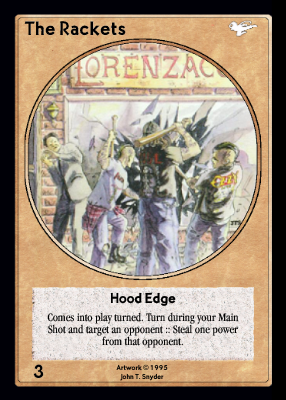 The Rackets
LORENZAC
Hood Edge
Comes into play turned. Turn during your Main
Shot and target an opponent :: Steal one power
from that opponent.
3
Artwork © 1995
John T. Snyder